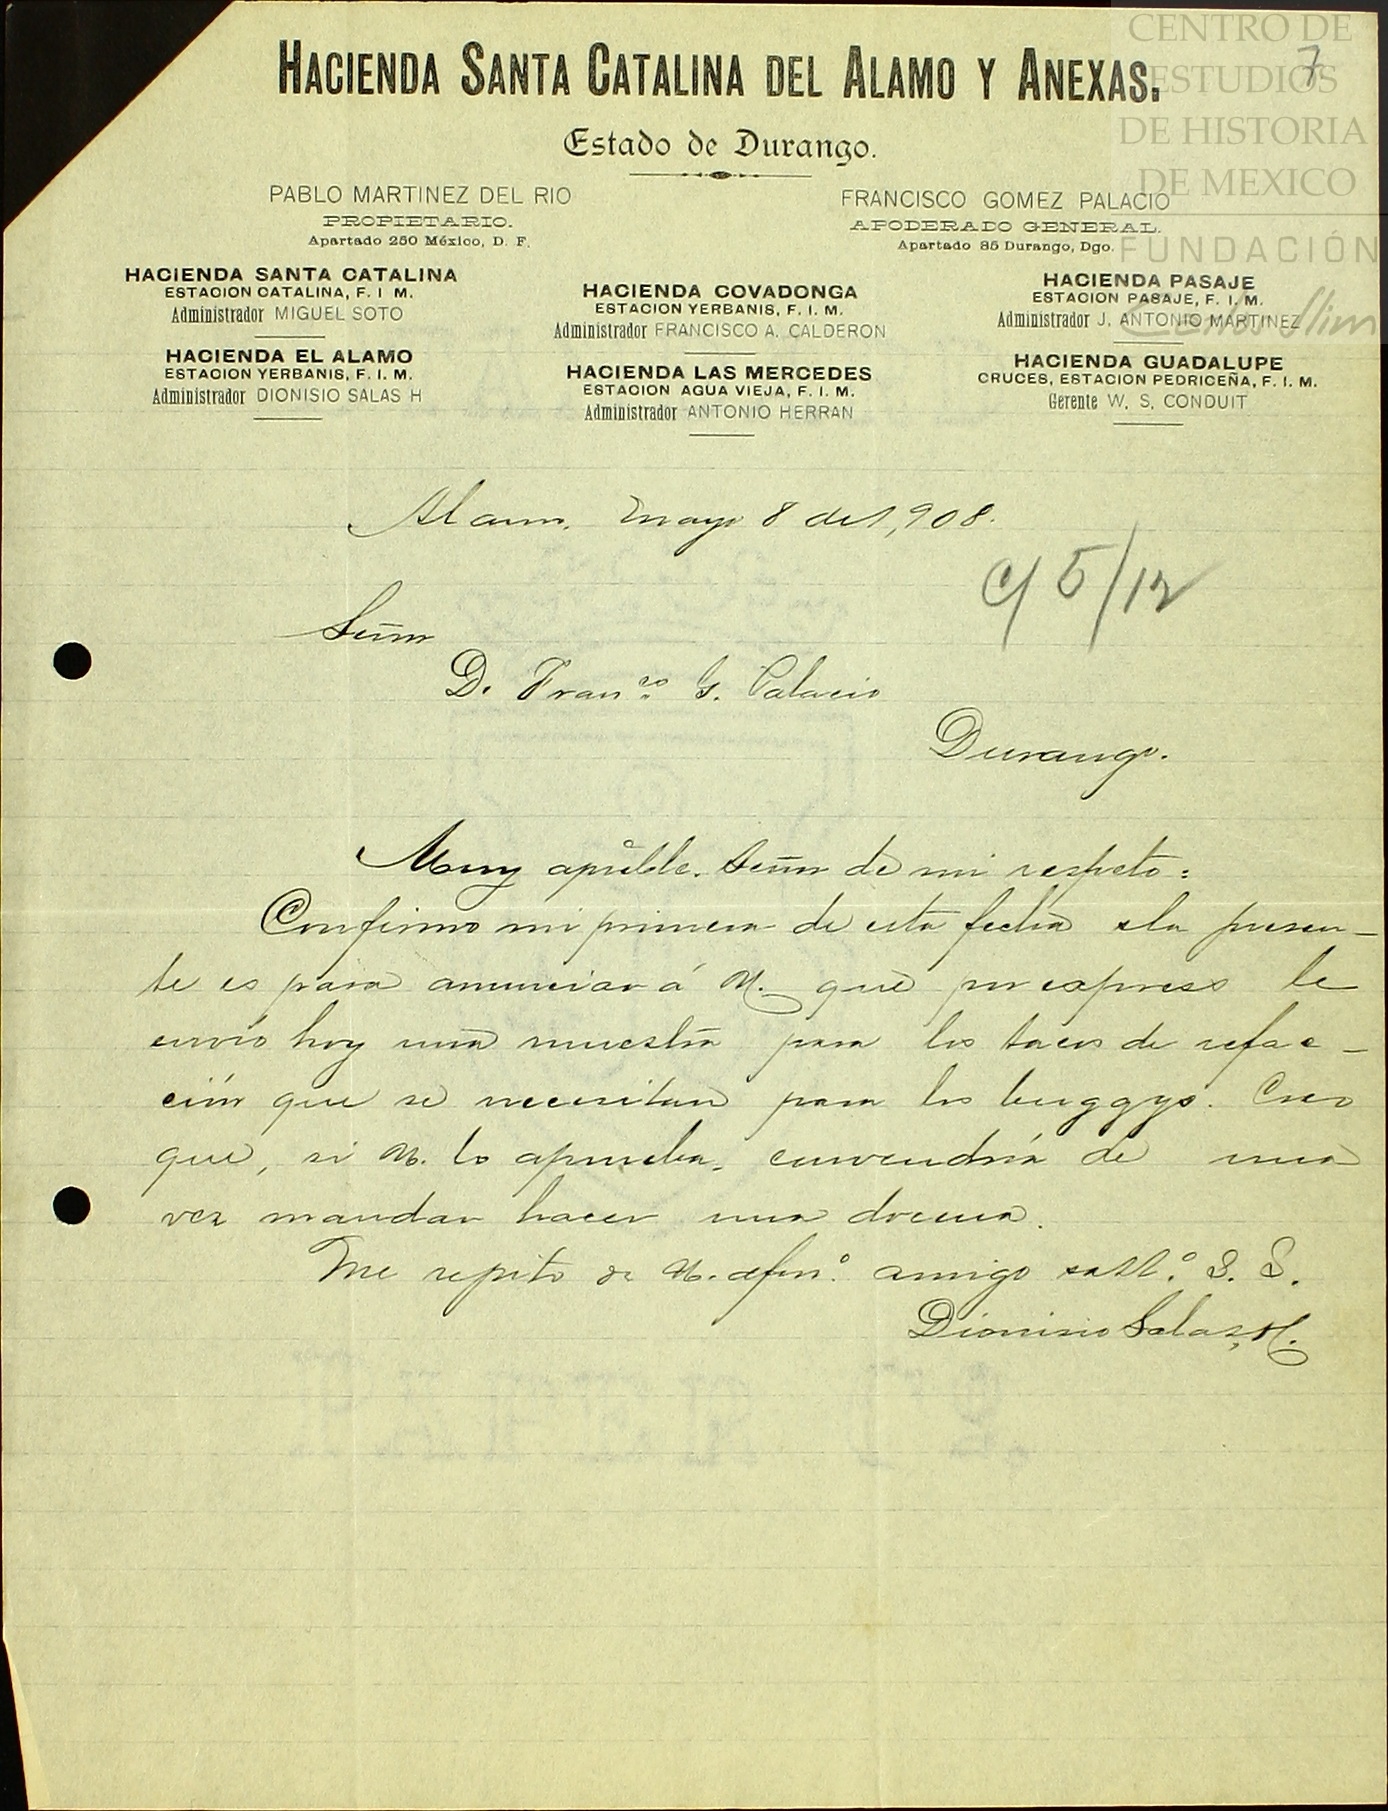 HACIENDA SANTA CATALINA DEL ALAMO Y ANEXAS.
Estado de Durango.
PABLO MARTINEZ DEL RIO
PROPIETARIO.
Apartado 250 México, D. F.
FRANCISCO GOMEZ PALACIO
APODERADO GENERAL.
Apartado 85 Durango, Dgo.
HACIENDA SANTA CATALINA
ESTACION CATALINA, F. I M.
Administrador MIGUEL SOTO
HACIENDA COVADONGA
ESTACION YERBANIS, F. I. M.
Administrador FRANCISCO A. CALDERON
HACIENDA PASAJE
ESTACION PASAJE, F. I. M.
Administrador J. ANTONIO MARTINEZ
HACIENDA EL ALAMO
ESTACION YERBANIS, F. I. M.
Administrador DIONISIO SALAS H
HACIENDA LAS MERCEDES
ESTACION AGUA VIEJA, F. I. M.
Administrador ANTONIO HERRAN
HACIENDA GUADALUPE
CRUCES, ESTACION PEDRICEÑA, F. I. M.
Gerente W. S. CONDUIT
CENTRO DE
ESTUDIOS
DE HISTORIA
DE MEXICO
FUNDACIÓN
Carlos Slim
7
Alamo. Mayo 8 de 1,908.
c/ 5/12
Señor
D. Franco. G. Palacio
Durango.
Muy apreble. Señor de mi respeto:
Confirmo mi primera de esta fecha i la presen-
te es para anunciar á U. que por expreso le
envío hoy una muestra para los tacos de refac-
ción que se necesitan para los buggys. Creo
que, si U. lo aprueba, convendría de una
vez mandar hacer una docena.
Me repito de U. afmo. amigo atto. S. S.
Dionisio Salas, H.